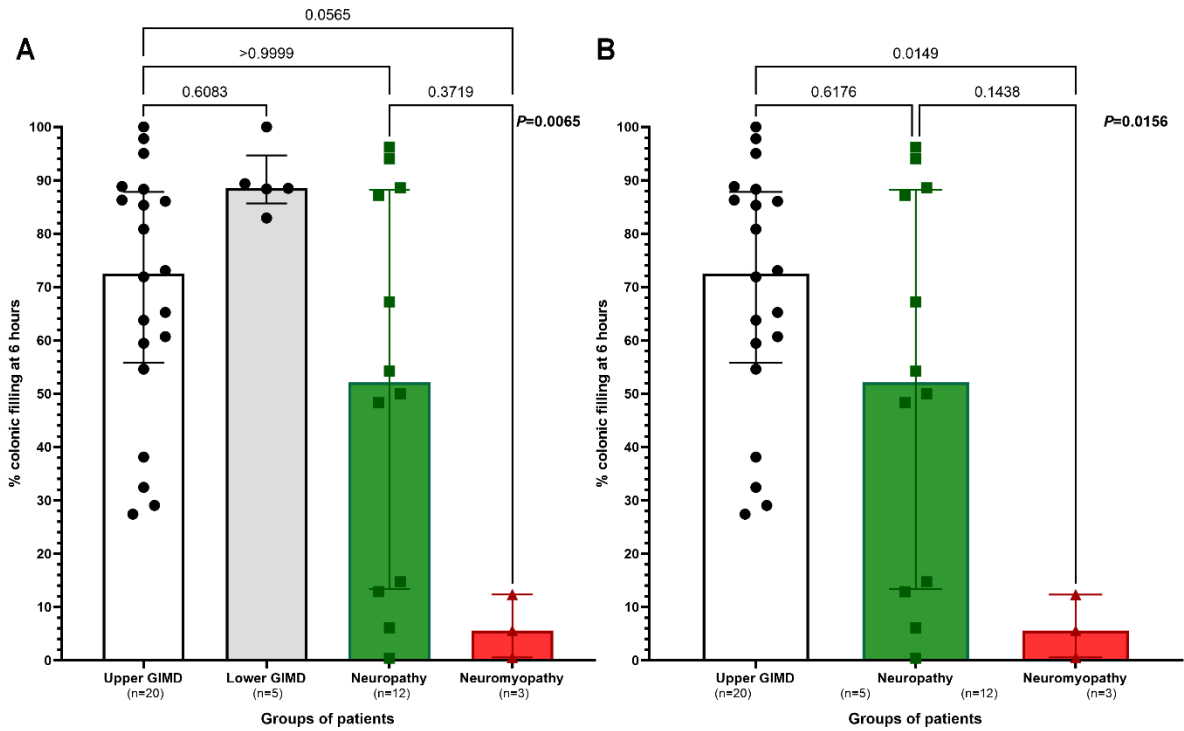 A
0.0565
>0.9999
0.6083
0.3719
P=0.0065
100
90
80
70
60
50
40
30
20
10
0
% colonic filling at 6 hours
Upper GIMD
(n=20)
Lower GIMD
(n=5)
Neuropathy
(n=12)
Neuromyopathy
(n=3)
Groups of patients
B
0.0149
0.6176
0.1438
P=0.0156
100
90
80
70
60
50
40
30
20
10
0
% colonic filling at 6 hours
Upper GIMD
(n=20)
Neuropathy
(n=5)
(n=12)
Neuromyopathy
(n=3)
Groups of patients